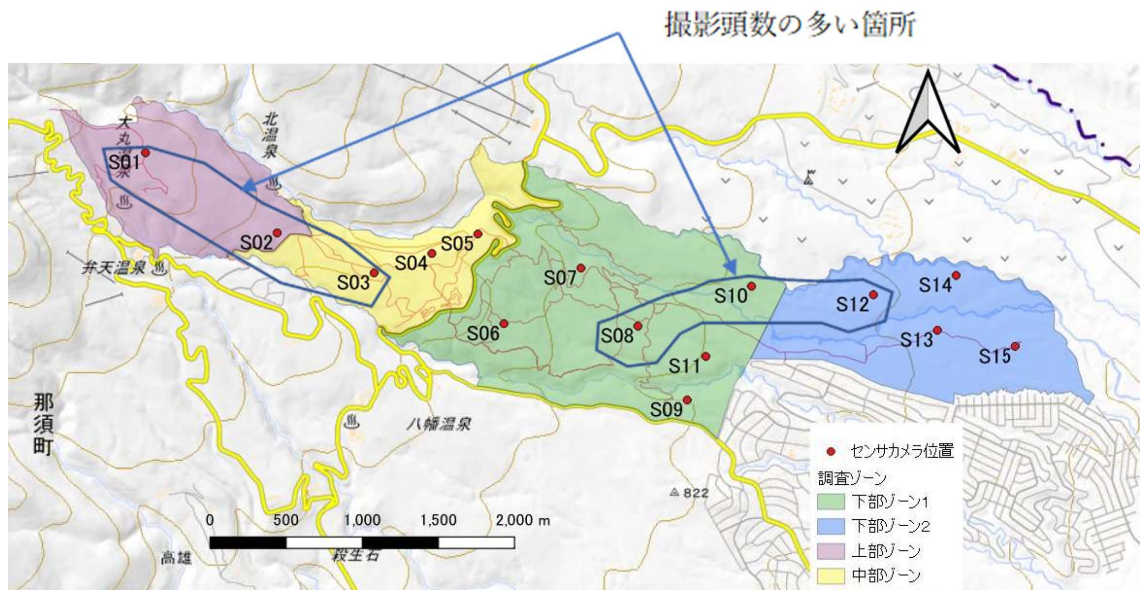 撮影頭数の多い箇所
大丸温泉
北温泉
S01
S02
S03
S04
S05
S06
S07
S08
S09
S10
S11
S12
S13
S14
S15
弁天温泉
那須町
八幡温泉
822
高雄
殺生石
0 500 1,000 1,500 2,000 m
センサカメラ位置
調査ゾーン
下部ゾーン1
下部ゾーン2
上部ゾーン
中部ゾーン